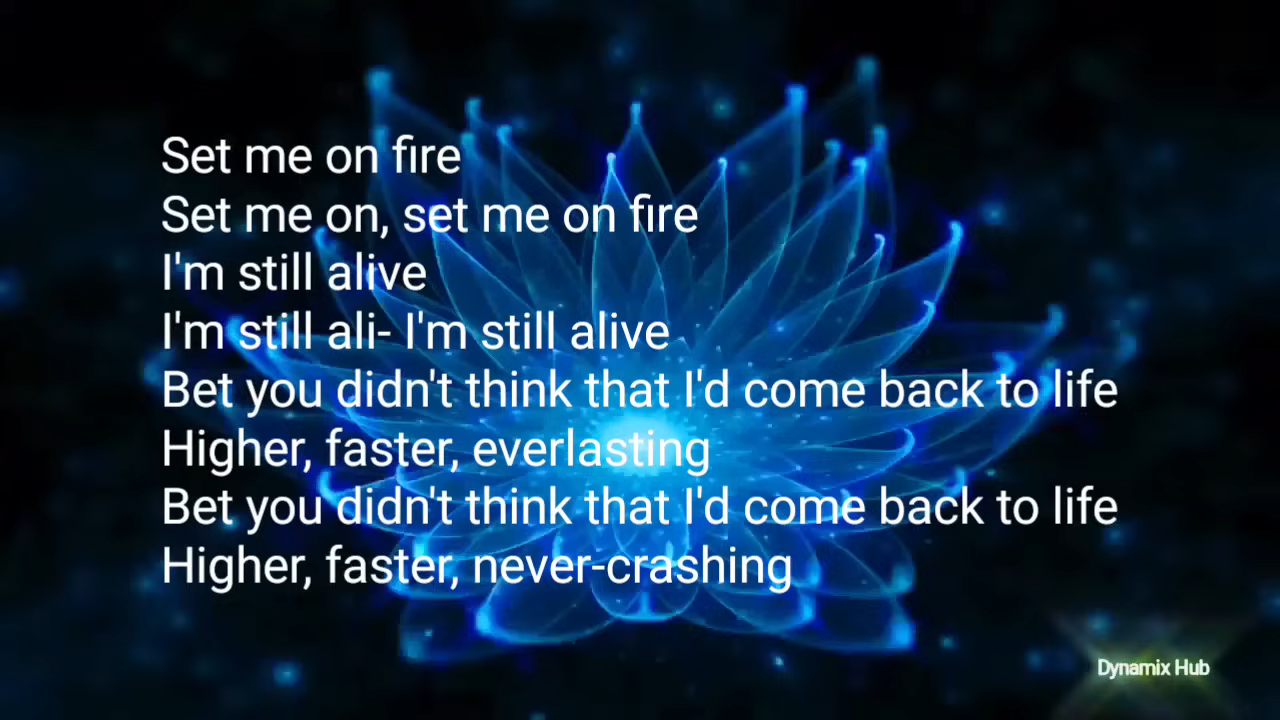 Set me on fire
Set me on, set me on fire
I'm still alive
I'm still ali- I'm still alive
Bet you didn't think that I'd come back to life
Higher, faster, everlasting
Bet you didn't think that I'd come back to life
Higher, faster, never-crashing
Dynamix Hub